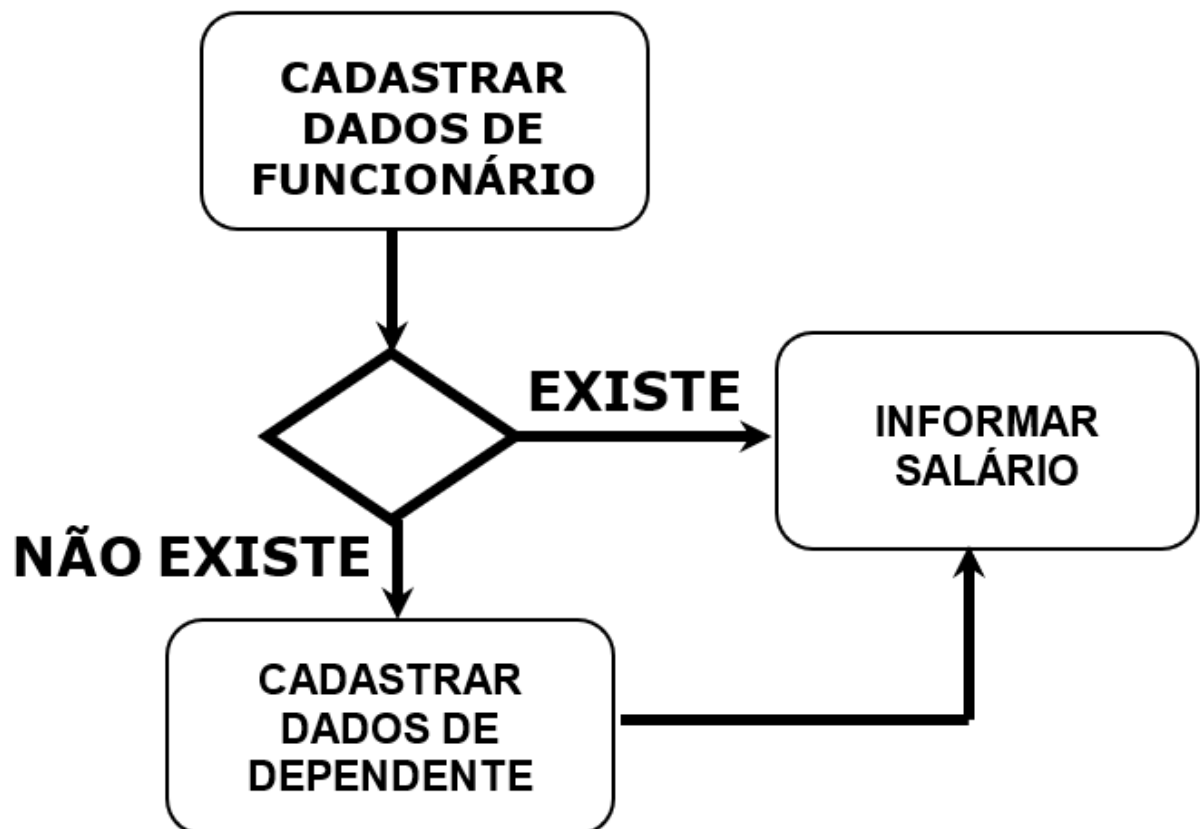 CADASTRAR
DADOS DE
FUNCIONÁRIO
EXISTE
INFORMAR
SALÁRIO
NÃO EXISTE
CADASTRAR
DADOS DE
DEPENDENTE